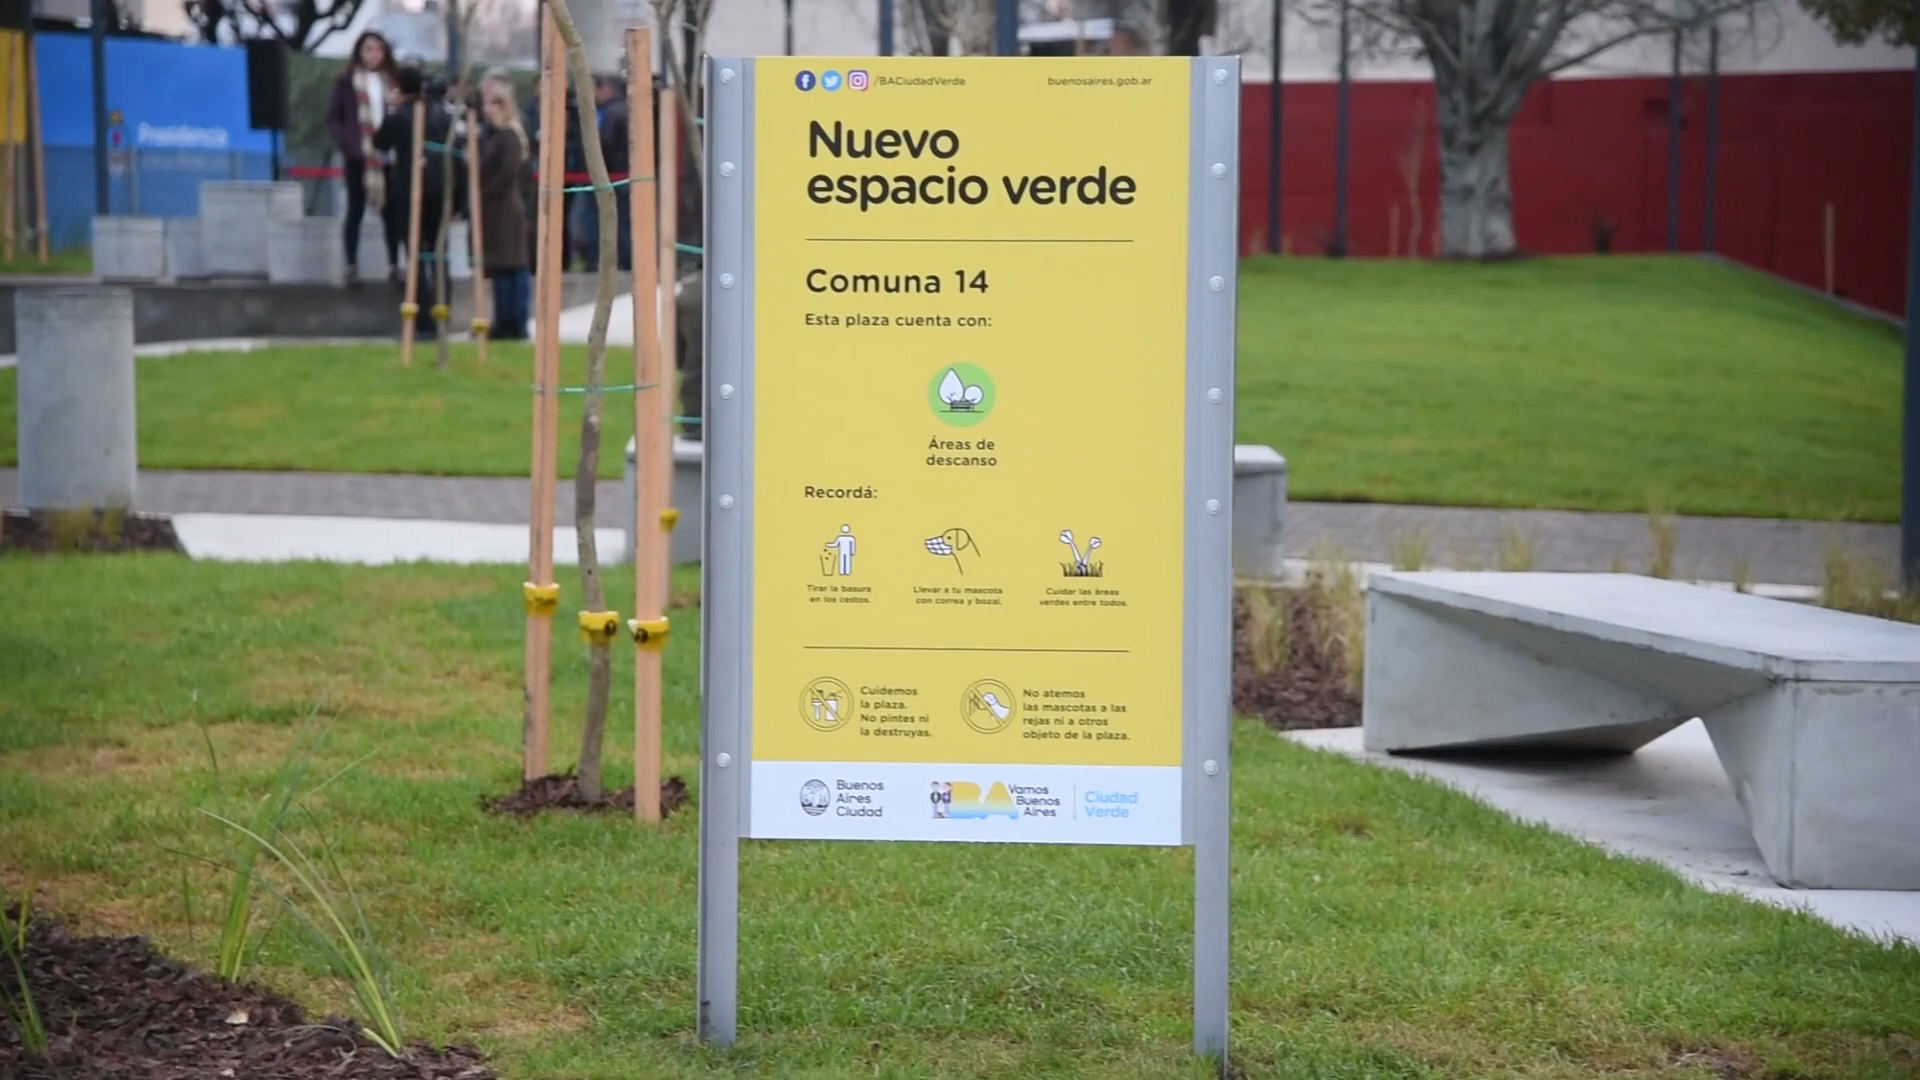 /BACiudadVerde
buenosaires.gob.ar
Nuevo
espacio verde
Comuna 14
Esta plaza cuenta con:
Áreas de
descanso
Recordá:
Tirar la basura
en los cestos.
Llevar a tu mascota
con correa y bozal.
Cuidar las áreas
verdes entre todos.
Cuidemos
la plaza.
No pintes ni
la destruyas.
No atemos
las mascotas a las
rejas ni a otros
objeto de la plaza.
Buenos
Aires
Ciudad
BA
Vamos
Buenos
Aires
Ciudad
Verde
Presidencia